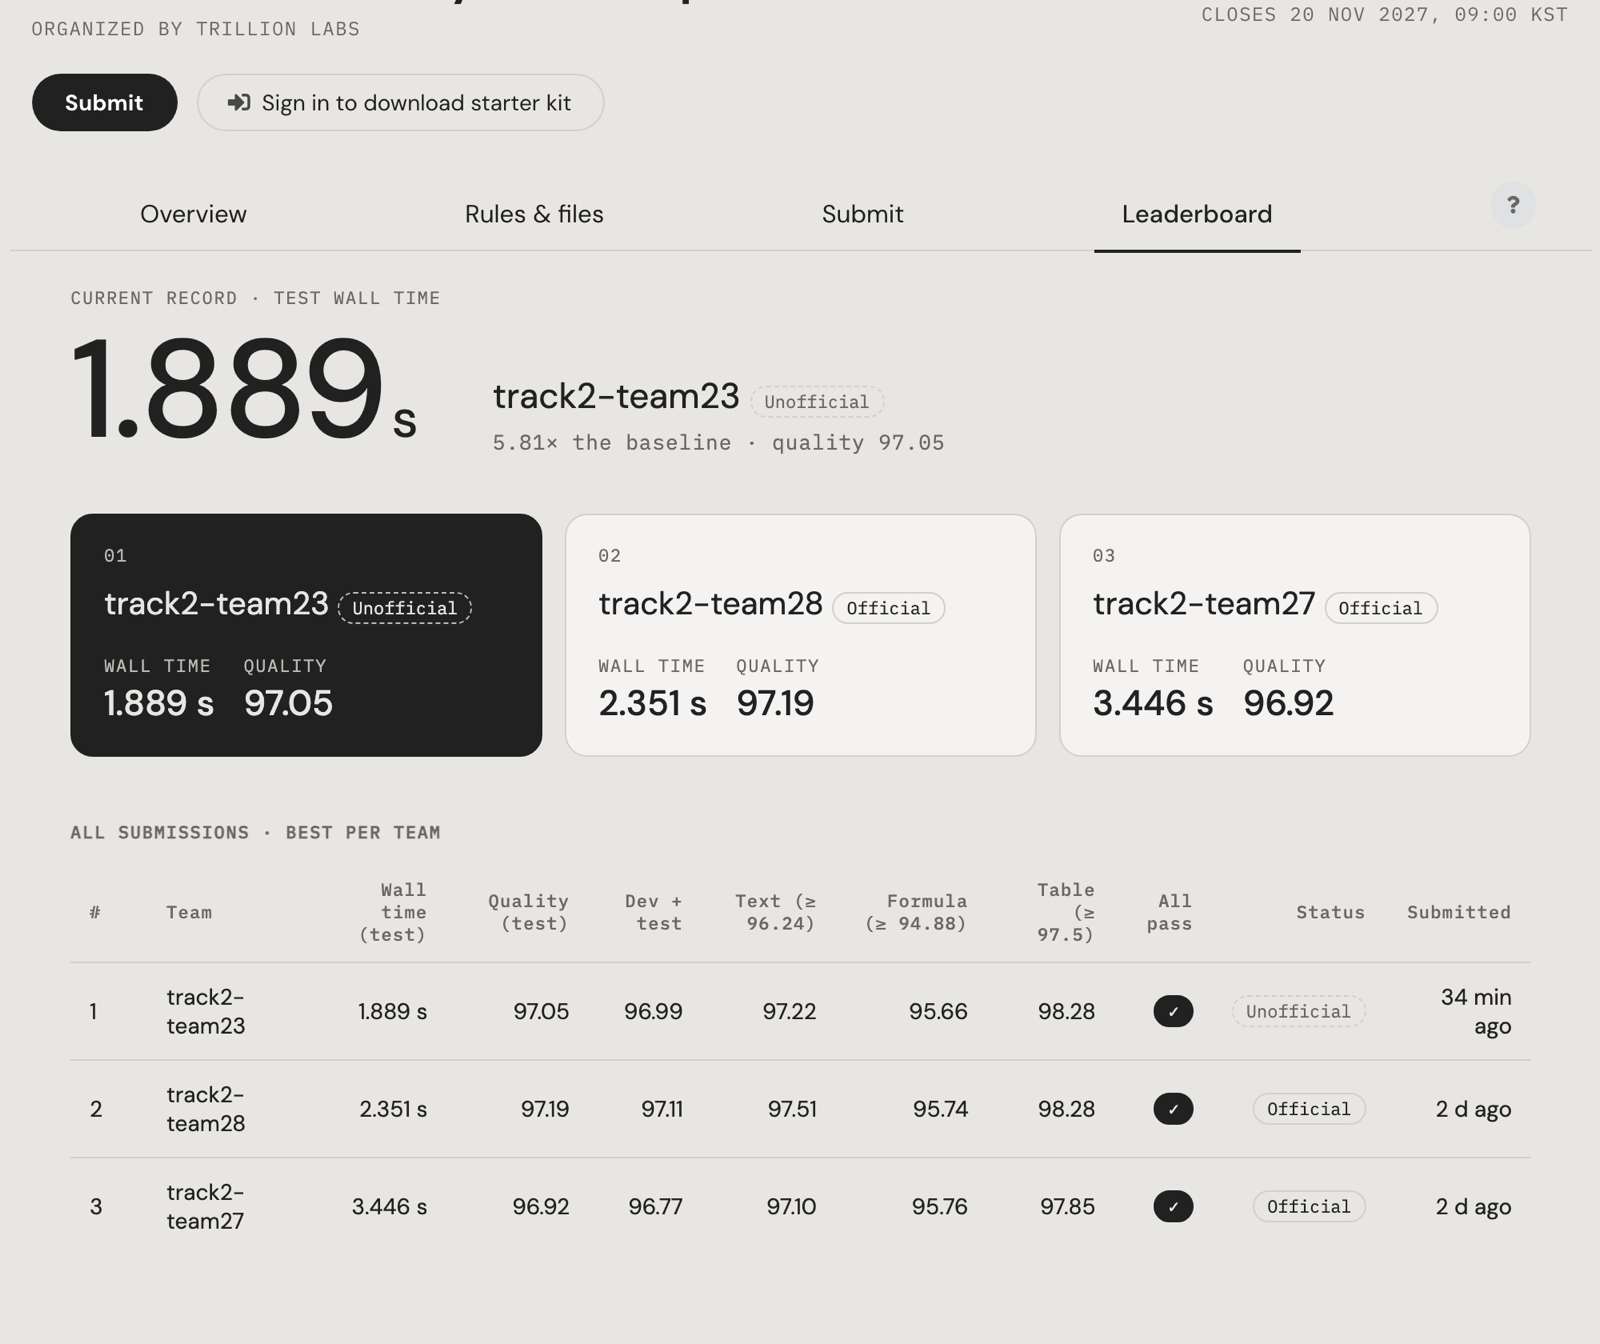 ORGANIZED BY TRILLION LABS
CLOSES 20 NOV 2027, 09:00 KST
Submit
Sign in to download starter kit
Overview
Rules & files
Submit
Leaderboard
?
CURRENT RECORD · TEST WALL TIME
1.889 s
track2-team23 Unofficial
5.81× the baseline · quality 97.05
01
track2-team23 Unofficial
WALL TIME QUALITY
1.889 s 97.05
02
track2-team28 Official
WALL TIME QUALITY
2.351 s 97.19
03
track2-team27 Official
WALL TIME QUALITY
3.446 s 96.92
ALL SUBMISSIONS · BEST PER TEAM
#
Team
Wall
time
(test)
Quality
(test)
Dev +
test
Text (≥
96.24)
Formula
(≥ 94.88)
Table
(≥
97.5)
All
pass
Status
Submitted
1
track2-
team23
1.889 s
97.05
96.99
97.22
95.66
98.28
✓
Unofficial
34 min
ago
2
track2-
team28
2.351 s
97.19
97.11
97.51
95.74
98.28
✓
Official
2 d ago
3
track2-
team27
3.446 s
96.92
96.77
97.10
95.76
97.85
✓
Official
2 d ago